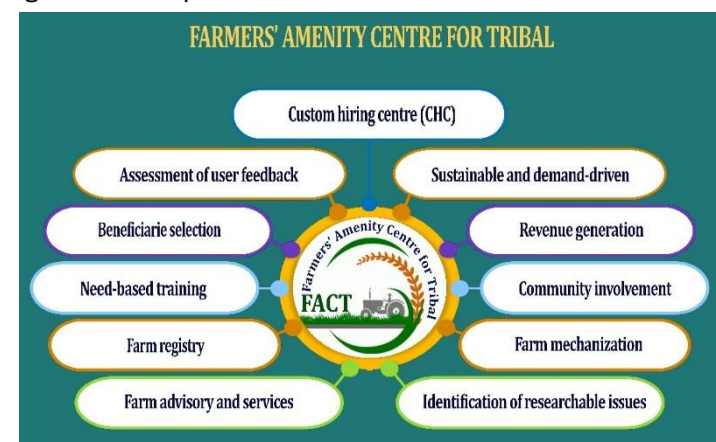 FARMERS' AMENITY CENTRE FOR TRIBAL
Custom hiring centre (CHC)
Assessment of user feedback
Sustainable and demand-driven
Beneficiarie selection
Revenue generation
Need-based training
Community involvement
Farm registry
Farm mechanization
Farm advisory and services
Identification of researchable issues
Farmers' Amenity Centre for Tribal
FACT